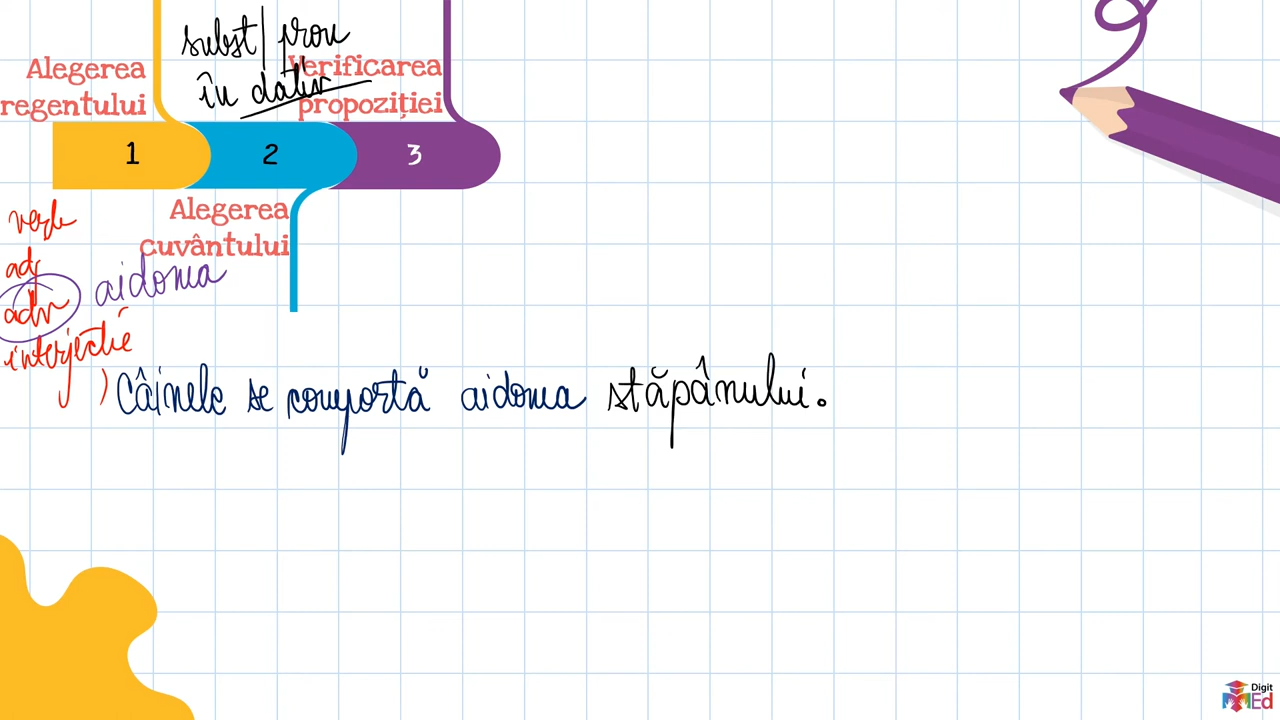 subst/pron
în dativ
Alegerea
regentului
Verificarea
propoziției
1
2
3
Alegerea
cuvântului
verb
adj
adv
aidoma
interjecție
) Câinele se comportă aidoma stăpânului.
Digit
Ed